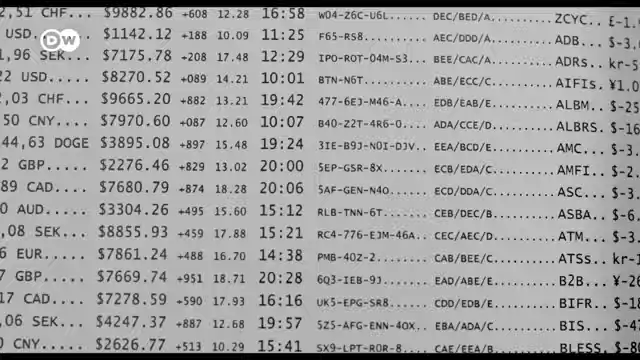 2,51 CHF... $9882.86 +608 12.28 16:58 W04-Z6C-U6L...... DEC/BED/A.......... ZCYC..
USD..... $1142.12 +188 10.09 11:25 F65-RS8.......... AEC/DDD/A.......... ADB...
1,96 SEK... $7175.78 +208 17.48 12:29 IPO-ROT-04M-S3... BEE/CAC/A.......... ADRS..
22 USD..... $8270.52 +089 14.21 10:01 BTN-N6T.......... ABE/ECC/C.......... AIFIS.
2,03 CHF... $9665.20 +882 13.21 19:42 477-6EJ-M46-A.... EDB/EAB/E.......... ALBM..
50 CNY.... $7970.60 +087 12.60 10:07 B40-Z2T-4R6-O.... ADA/CCE/D.......... ALBRS.
44,63 DOGE $3895.08 +897 15.48 19:24 3IE-B9J-NOI-DJV.. EEA/BCD/E.......... AMC...
2 GBP..... $2276.46 +829 13.02 20:00 5EP-GSR-8X....... ECB/EDA/C.......... AMFI..
89 CAD.... $7680.79 +874 18.28 20:06 5AF-GEN-N4O...... ECD/DDA/C.......... ASC...
0 AUD..... $3304.26 +495 15.60 15:12 RLB-TNN-6T....... CEB/DEC/B.......... ASBA..
,08 SEK... $8855.93 +459 17.88 15:21 RC4-776-EJM-46A.. CEC/AEC/D.......... ATM...
6 EUR.... $7861.24 +488 16.70 14:38 PMB-4OZ-2........ CAB/BEE/C.......... ATSS..
7 GBP..... $7669.74 +951 18.71 20:28 6Q3-IEB-9J....... EAD/ABE/E.......... B2B...
17 CAD.... $7278.59 +590 17.93 16:16 UK5-EPG-SR8...... CDD/EDB/E.......... BIFR..
,06 SEK... $4247.37 +887 12.68 19:57 5Z5-AFG-ENN-4OX.. EBA/ADA/C.......... BIS...
0 CNY.... $2626.77 +513 10.29 15:41 SX9-LPT-ROR-8.... CAE/EEA/B.......... BLESS.
DW